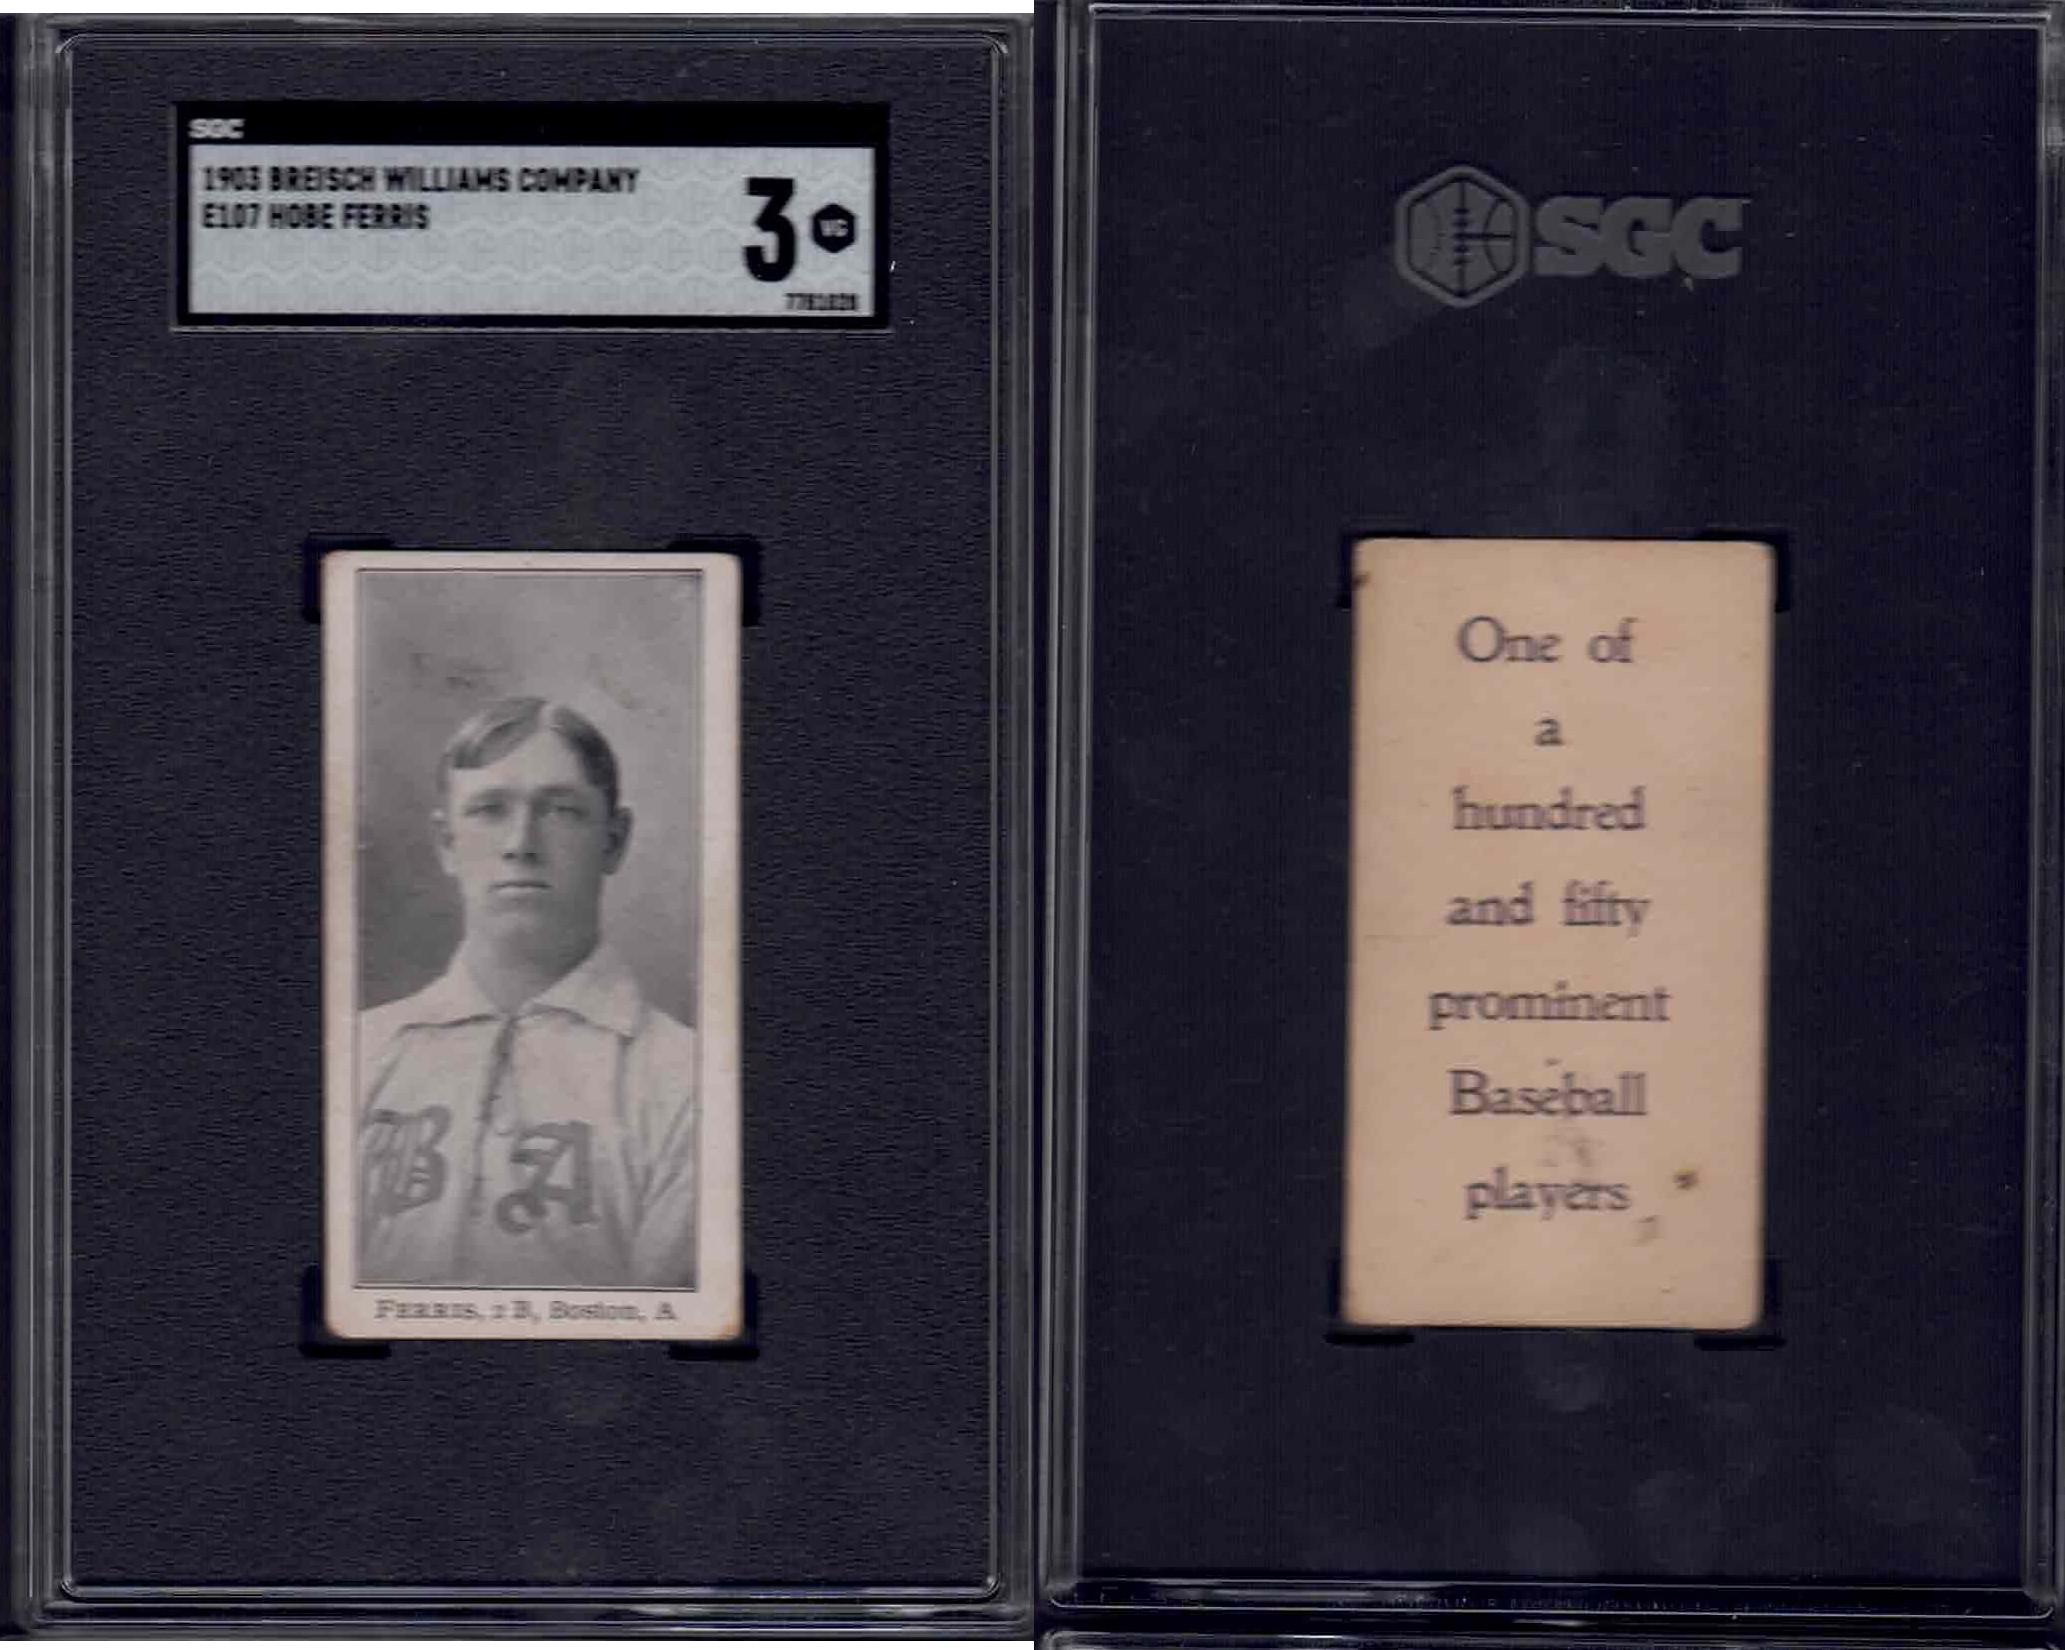 SGC
1903 BREISCH WILLIAMS COMPANY
E107 HOBE FERRIS
3 VG
FERRIS, 2 B, Boston, A
B A
SGC
One of
a
hundred
and fifty
prominent
Baseball
players